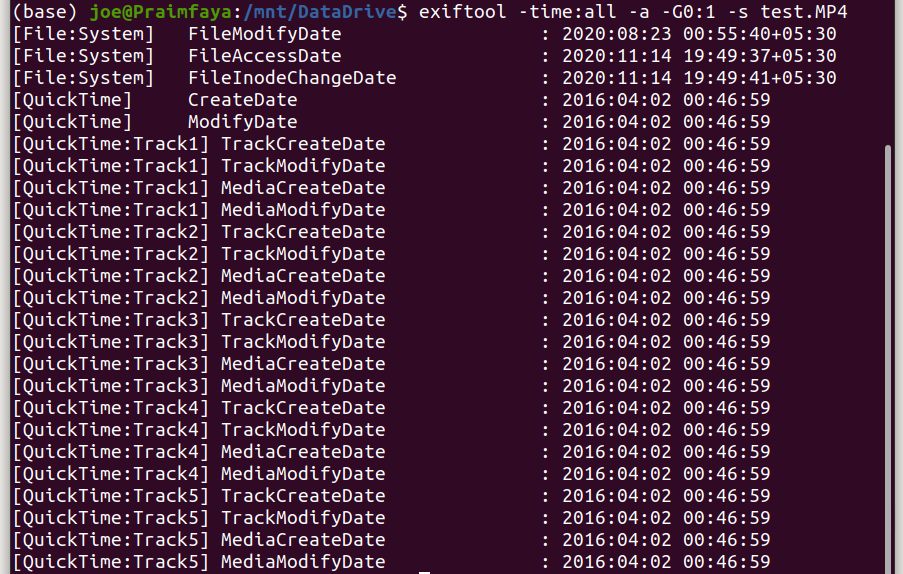 (base) joe@Praimfaya:/mnt/DataDrive$ exiftool -time:all -a -G0:1 -s test.MP4
[File:System]   FileModifyDate                  : 2020:08:23 00:55:40+05:30
[File:System]   FileAccessDate                  : 2020:11:14 19:49:37+05:30
[File:System]   FileInodeChangeDate             : 2020:11:14 19:49:41+05:30
[QuickTime]     CreateDate                      : 2016:04:02 00:46:59
[QuickTime]     ModifyDate                      : 2016:04:02 00:46:59
[QuickTime:Track1] TrackCreateDate              : 2016:04:02 00:46:59
[QuickTime:Track1] TrackModifyDate              : 2016:04:02 00:46:59
[QuickTime:Track1] MediaCreateDate              : 2016:04:02 00:46:59
[QuickTime:Track1] MediaModifyDate              : 2016:04:02 00:46:59
[QuickTime:Track2] TrackCreateDate              : 2016:04:02 00:46:59
[QuickTime:Track2] TrackModifyDate              : 2016:04:02 00:46:59
[QuickTime:Track2] MediaCreateDate              : 2016:04:02 00:46:59
[QuickTime:Track2] MediaModifyDate              : 2016:04:02 00:46:59
[QuickTime:Track3] TrackCreateDate              : 2016:04:02 00:46:59
[QuickTime:Track3] TrackModifyDate              : 2016:04:02 00:46:59
[QuickTime:Track3] MediaCreateDate              : 2016:04:02 00:46:59
[QuickTime:Track3] MediaModifyDate              : 2016:04:02 00:46:59
[QuickTime:Track4] TrackCreateDate              : 2016:04:02 00:46:59
[QuickTime:Track4] TrackModifyDate              : 2016:04:02 00:46:59
[QuickTime:Track4] MediaCreateDate              : 2016:04:02 00:46:59
[QuickTime:Track4] MediaModifyDate              : 2016:04:02 00:46:59
[QuickTime:Track5] TrackCreateDate              : 2016:04:02 00:46:59
[QuickTime:Track5] TrackModifyDate              : 2016:04:02 00:46:59
[QuickTime:Track5] MediaCreateDate              : 2016:04:02 00:46:59
[QuickTime:Track5] MediaModifyDate              : 2016:04:02 00:46:59